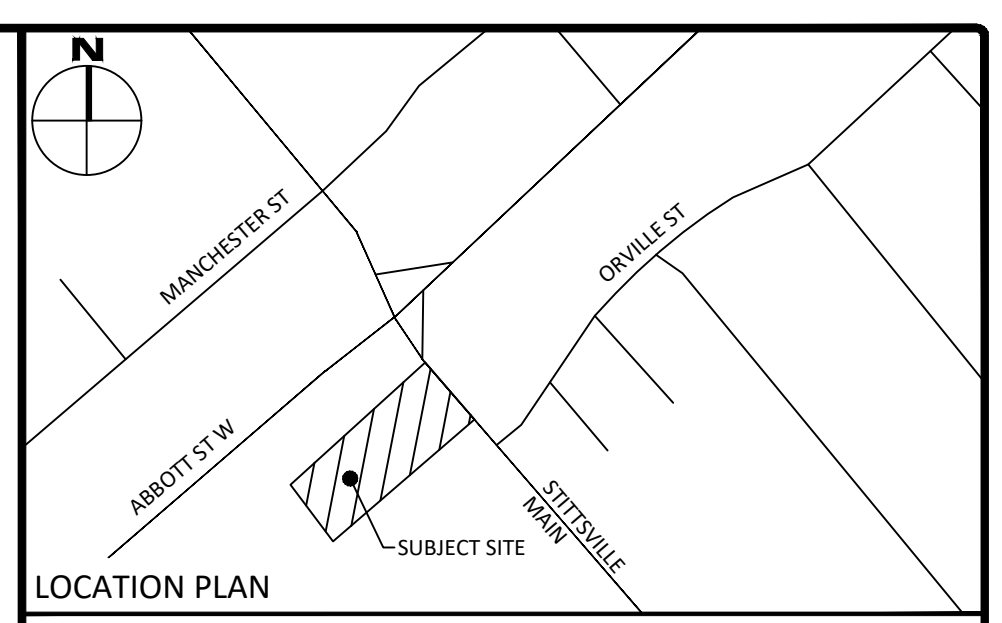 N
MANCHESTER ST
ORVILLE ST
ABBOTT ST W
STITTSVILLE
MAIN
SUBJECT SITE
LOCATION PLAN